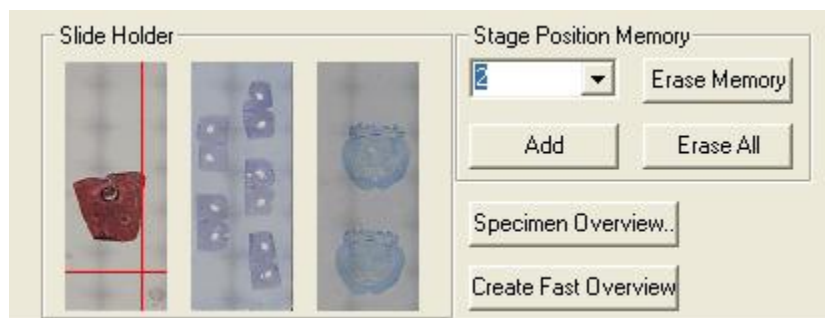 Slide Holder
Stage Position Memory
2
Erase Memory
Add
Erase All
Specimen Overview..
Create Fast Overview